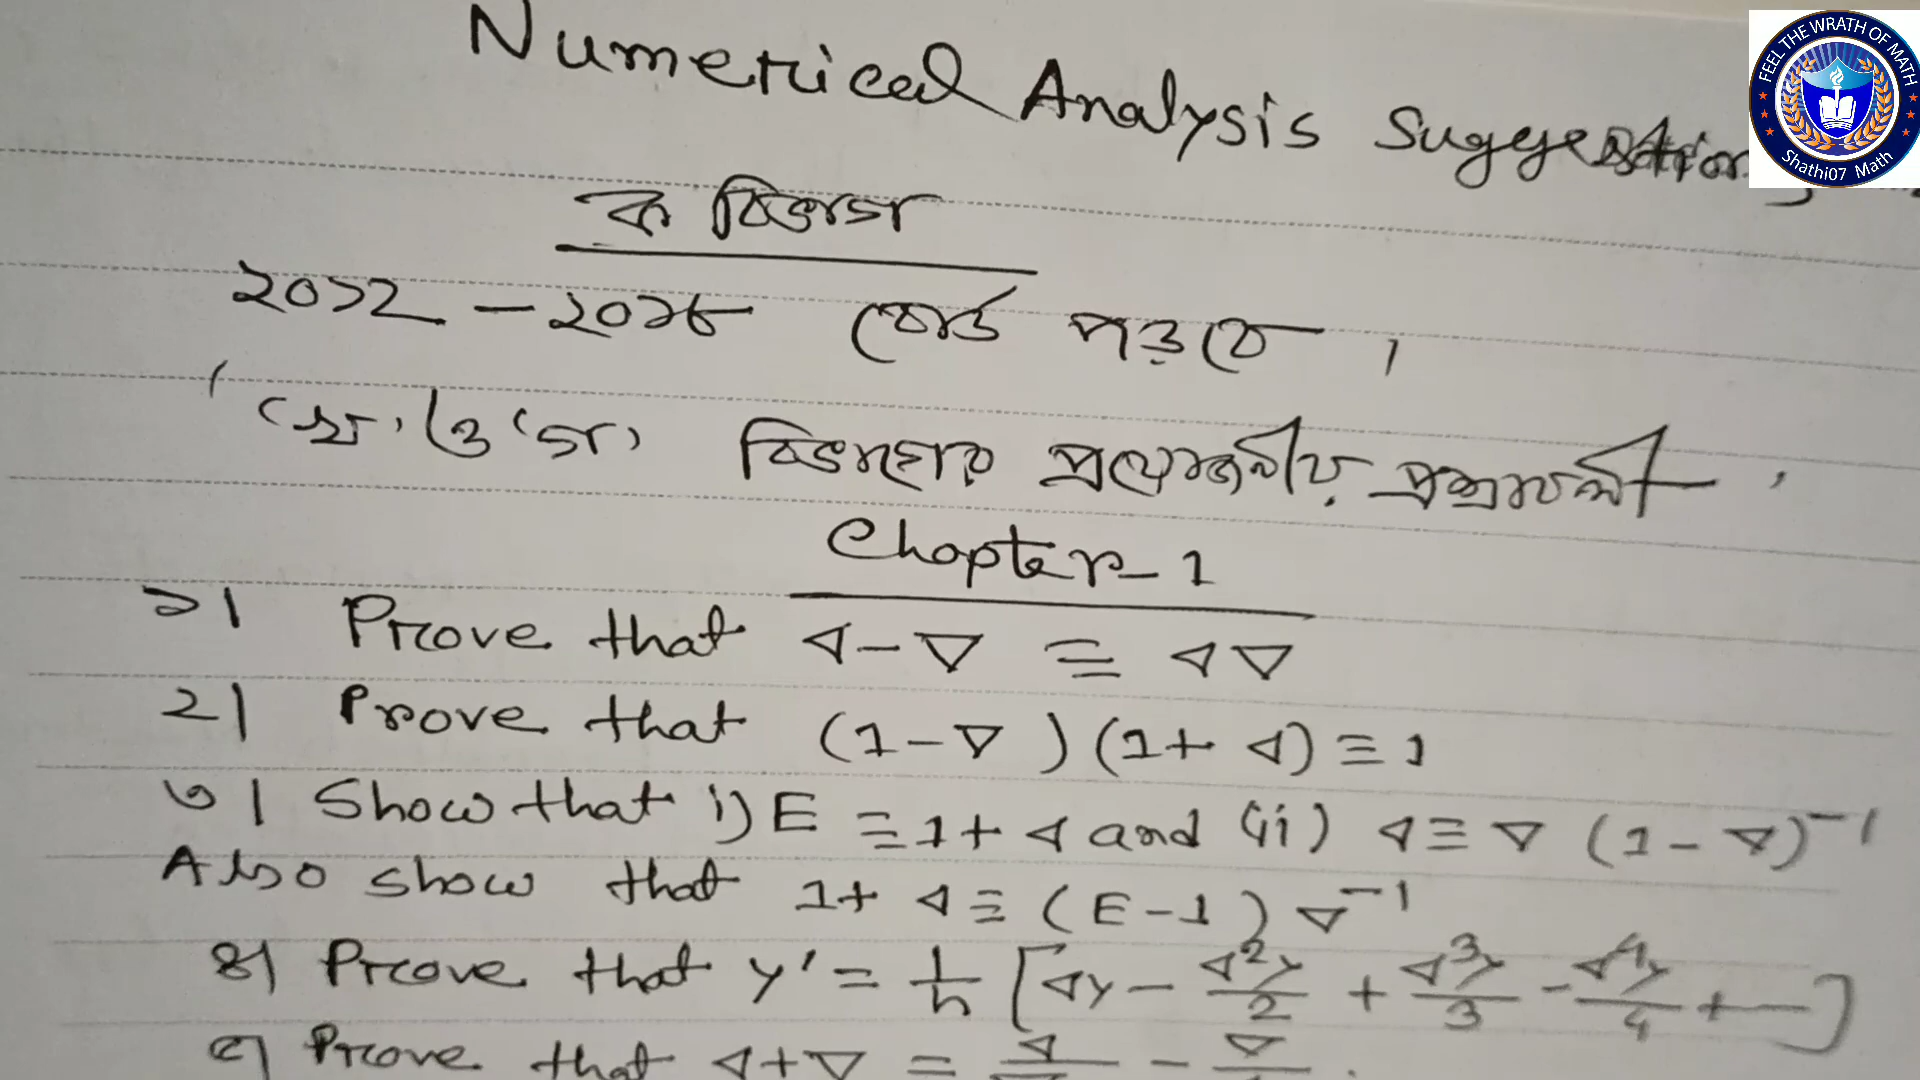 Numerical Analysis Suggestion
FEEL THE WRATH OF MATH
Shathi07 Math
ক বিভাগ
২০১২ - ২০১৮ বোর্ড পড়বে ।
'খ' ও 'গ' বিভাগের প্রয়োজনীয় প্রশ্নাবলী
Chapter-1
১। Prove that Δ-∇ ≡ Δ∇
২। Prove that (1-∇)(1+Δ) ≡ 1
৩। Show that i) E ≡ 1+Δ and (ii) Δ ≡ ∇ (1-∇)⁻¹
Also show that 1+Δ ≡ (E-1)∇⁻¹
৪। Prove that y' = 1/h [Δy - Δ²y/2 + Δ³y/3 - Δ⁴y/4 + —]
৫। Prove that Δ+∇ = Δ/ - ∇/